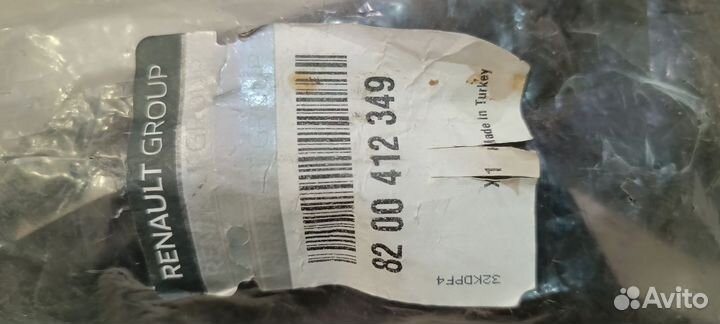 RENAULT GROUP
82 00 412 349
Made In Turkey
32KDPF4
Avito